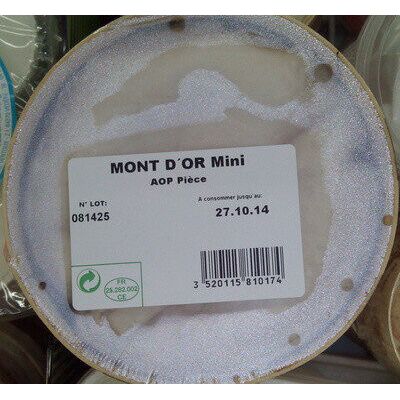 MONT D´OR Mini
AOP Pièce
N° LOT:
081425
A consommer jusqu'au:
27.10.14
FR
25.282.002
CE
3 520115 810174